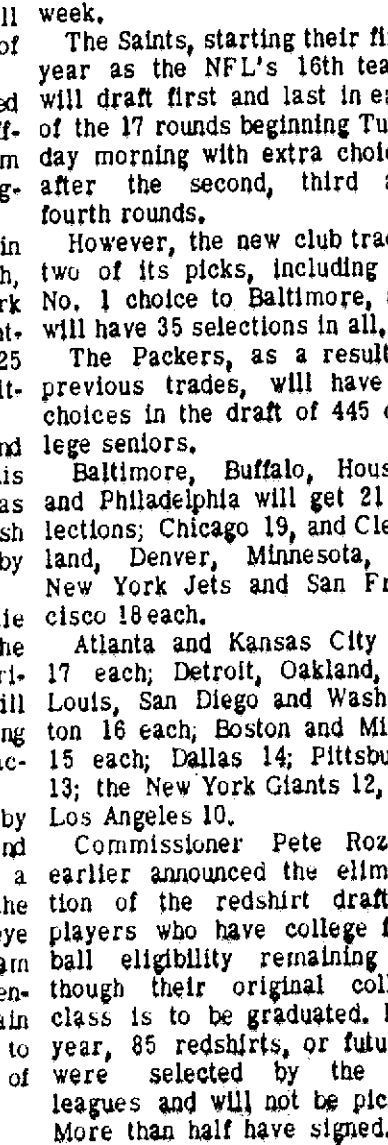 week.
The Saints, starting their fi
year as the NFL's 16th tea
will draft first and last in ea
of the 17 rounds beginning Tu
day morning with extra choic
after the second, third a
fourth rounds.
However, the new club trad
two of its picks, including
No. 1 choice to Baltimore, a
will have 35 selections in all.
The Packers, as a result
previous trades, will have
choices in the draft of 445 c
lege seniors.
Baltimore, Buffalo, Hous
and Philadelphia will get 21
lections; Chicago 19, and Cle
land, Denver, Minnesota,
New York Jets and San Fr
cisco 18 each.
Atlanta and Kansas City
17 each; Detroit, Oakland,
Louis, San Diego and Wash
ton 16 each; Boston and Mi
15 each; Dallas 14; Pittsbu
13; the New York Giants 12,
Los Angeles 10.
Commissioner Pete Roz
earlier announced the elim
tion of the redshirt draft
players who have college f
ball eligibility remaining
though their original coll
class is to be graduated.
year, 85 redshirts, or futu
were selected by the
leagues and will not be pic
More than half have signed.